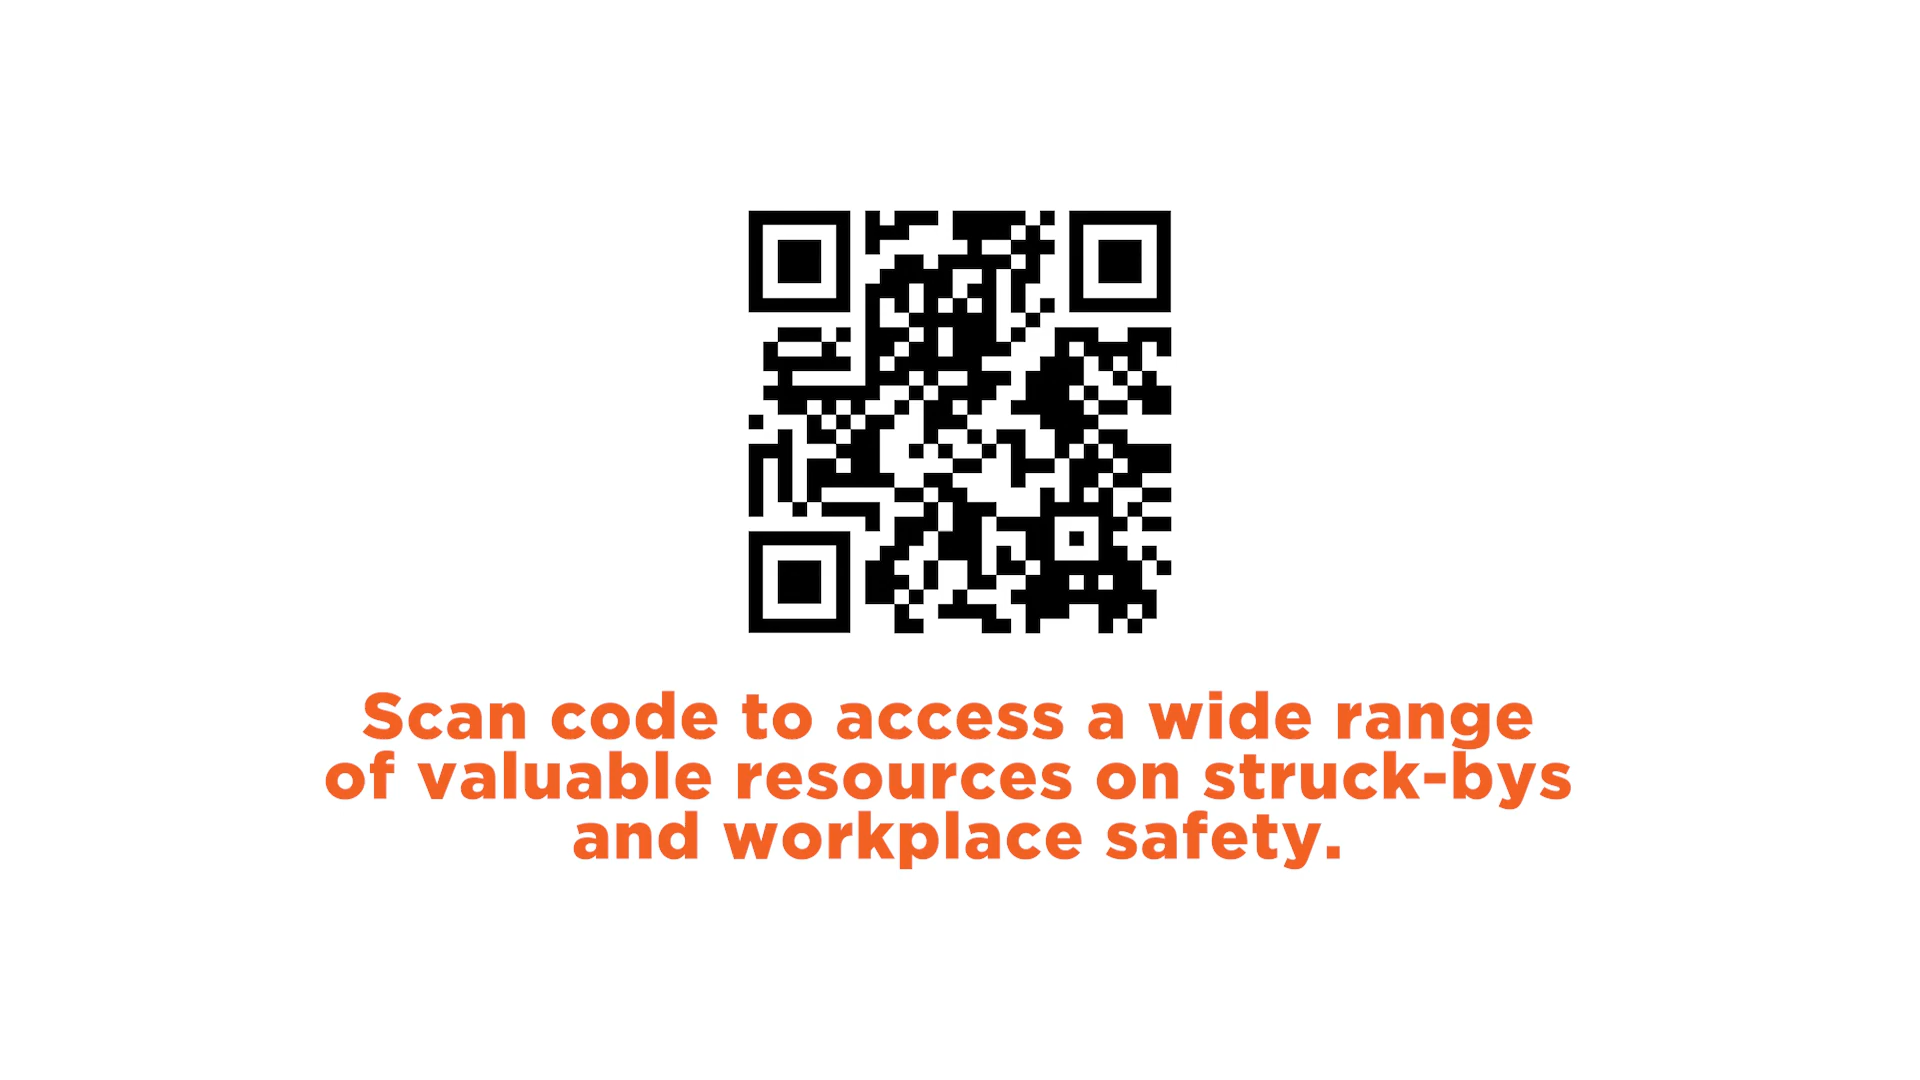 Scan code to access a wide range
of valuable resources on struck-bys
and workplace safety.